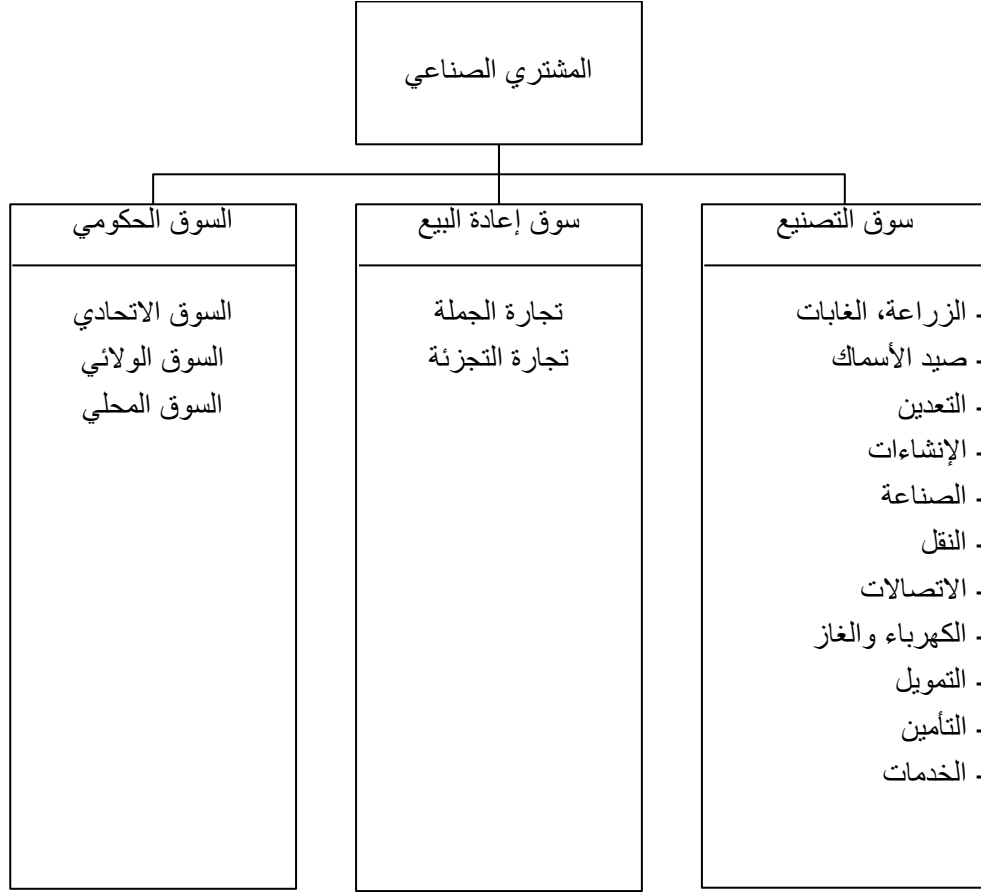 المشتري الصناعي
سوق التصنيع
- الزراعة، الغابات
- صيد الأسماك
- التعدين
- الإنشاءات
- الصناعة
- النقل
- الاتصالات
- الكهرباء والغاز
- التمويل
- التأمين
- الخدمات
سوق إعادة البيع
تجارة الجملة
تجارة التجزئة
السوق الحكومي
السوق الاتحادي
السوق الولائي
السوق المحلي